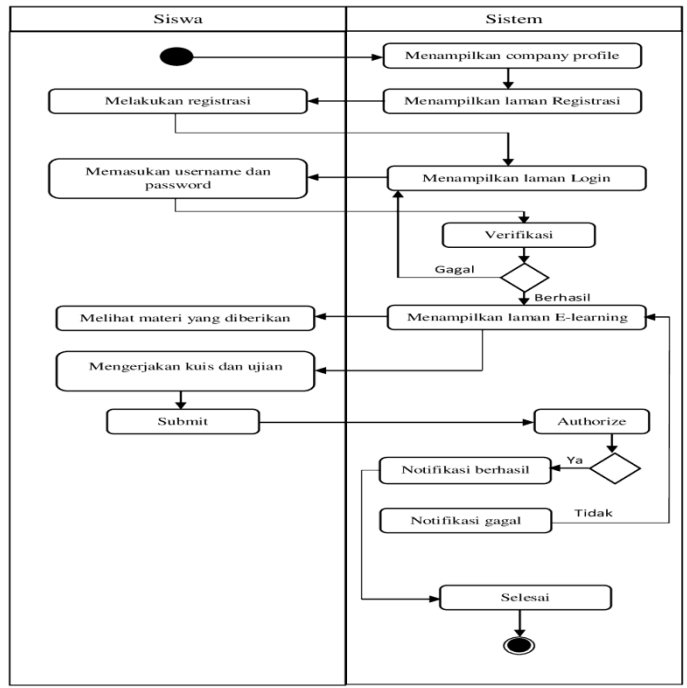 Siswa
Sistem
Menampilkan company profile
Melakukan registrasi
Menampilkan laman Registrasi
Memasukan username dan
password
Menampilkan laman Login
Verifikasi
Gagal
Berhasil
Melihat materi yang diberikan
Menampilkan laman E-learning
Mengerjakan kuis dan ujian
Submit
Authorize
Ya
Notifikasi berhasil
Notifikasi gagal
Tidak
Selesai